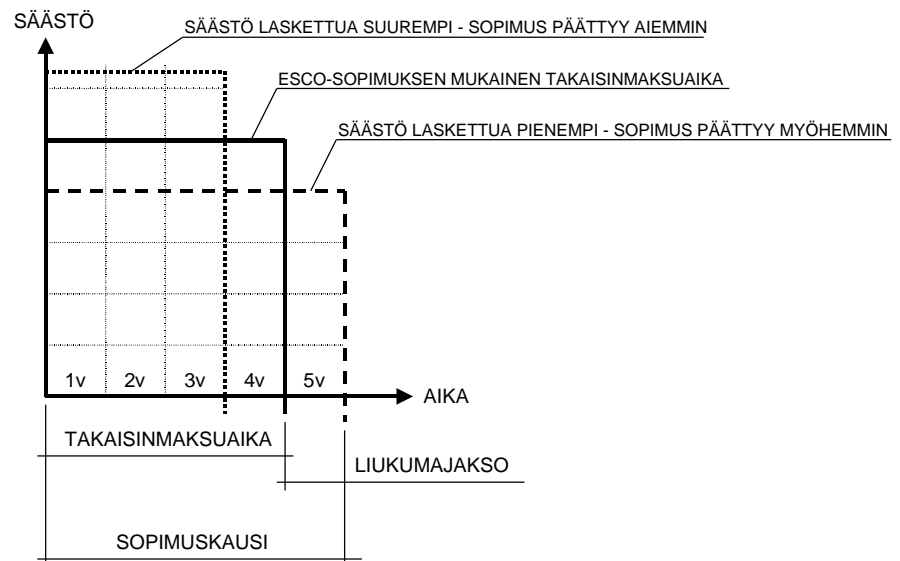 SÄÄSTÖ
SÄÄSTÖ LASKETTUA SUUREMPI - SOPIMUS PÄÄTTYY AIEMMIN
ESCO-SOPIMUKSEN MUKAINEN TAKAISINMAKSUAIKA
SÄÄSTÖ LASKETTUA PIENEMPI - SOPIMUS PÄÄTTYY MYÖHEMMIN
1v 2v 3v 4v 5v
AIKA
TAKAISINMAKSUAIKA
LIUKUMAJAKSO
SOPIMUSKAUSI